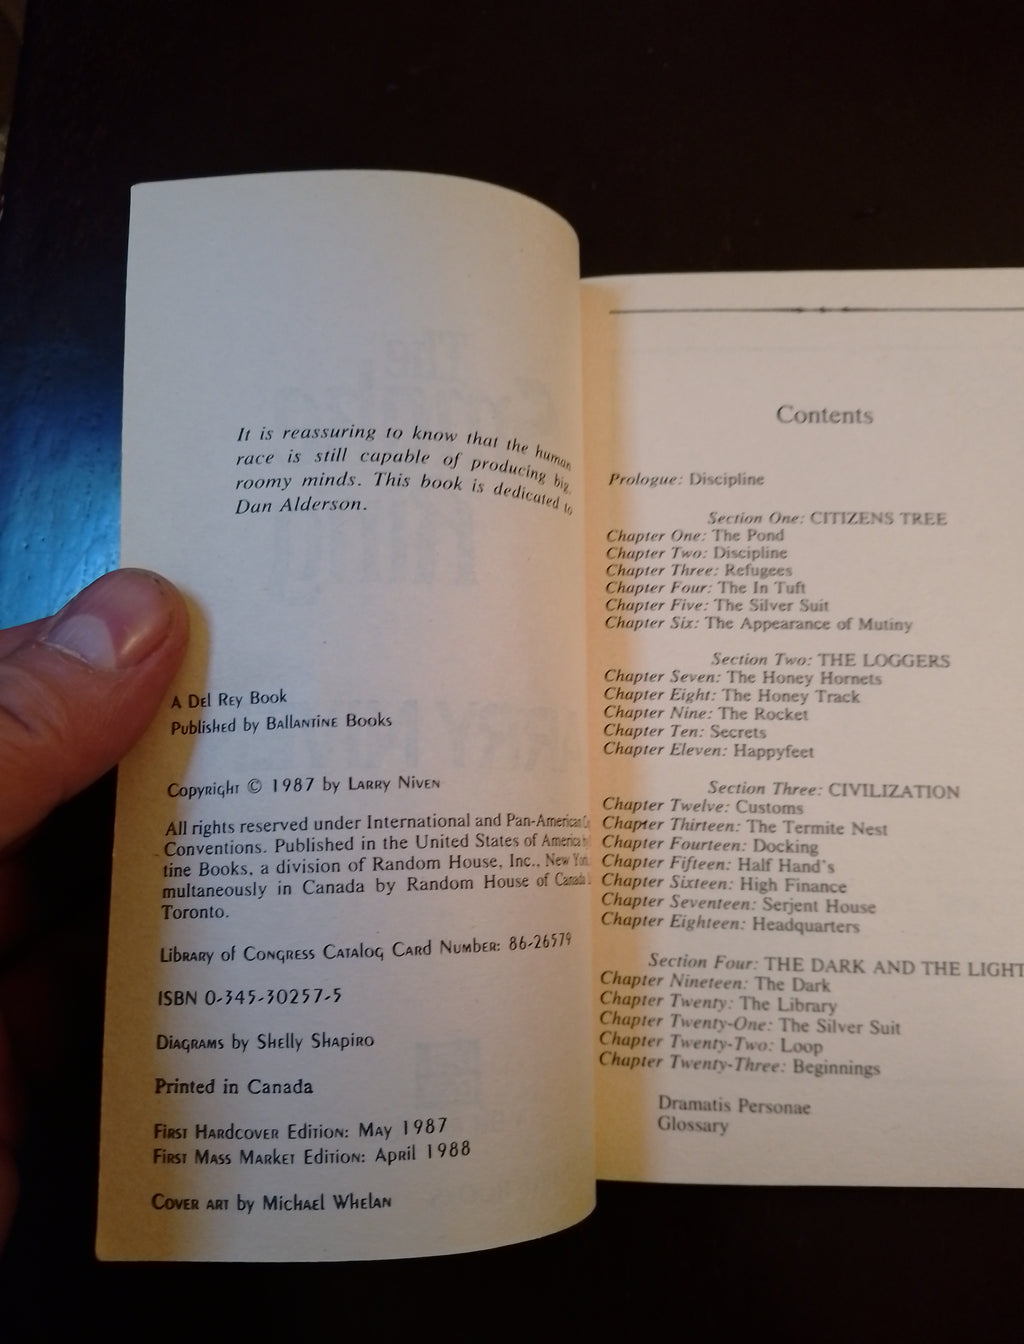 It is reassuring to know that the human
race is still capable of producing big,
roomy minds. This book is dedicated to
Dan Alderson.
A Del Rey Book
Published by Ballantine Books
Copyright © 1987 by Larry Niven
All rights reserved under International and Pan-American
Conventions. Published in the United States of America
tine Books, a division of Random House, Inc., New
multaneously in Canada by Random House of Canada
Toronto.
Library of Congress Catalog Card Number: 86-26579
ISBN 0-345-30257-5
Diagrams by Shelly Shapiro
Printed in Canada
First Hardcover Edition: May 1987
First Mass Market Edition: April 1988
Cover art by Michael Whelan
Contents
Prologue: Discipline
Section One: CITIZENS TREE
Chapter One: The Pond
Chapter Two: Discipline
Chapter Three: Refugees
Chapter Four: The In Tuft
Chapter Five: The Silver Suit
Chapter Six: The Appearance of Mutiny
Section Two: THE LOGGERS
Chapter Seven: The Honey Hornets
Chapter Eight: The Honey Track
Chapter Nine: The Rocket
Chapter Ten: Secrets
Chapter Eleven: Happyfeet
Section Three: CIVILIZATION
Chapter Twelve: Customs
Chapter Thirteen: The Termite Nest
Chapter Fourteen: Docking
Chapter Fifteen: Half Hand's
Chapter Sixteen: High Finance
Chapter Seventeen: Serjent House
Chapter Eighteen: Headquarters
Section Four: THE DARK AND THE LIGHT
Chapter Nineteen: The Dark
Chapter Twenty: The Library
Chapter Twenty-One: The Silver Suit
Chapter Twenty-Two: Loop
Chapter Twenty-Three: Beginnings
Dramatis Personae
Glossary